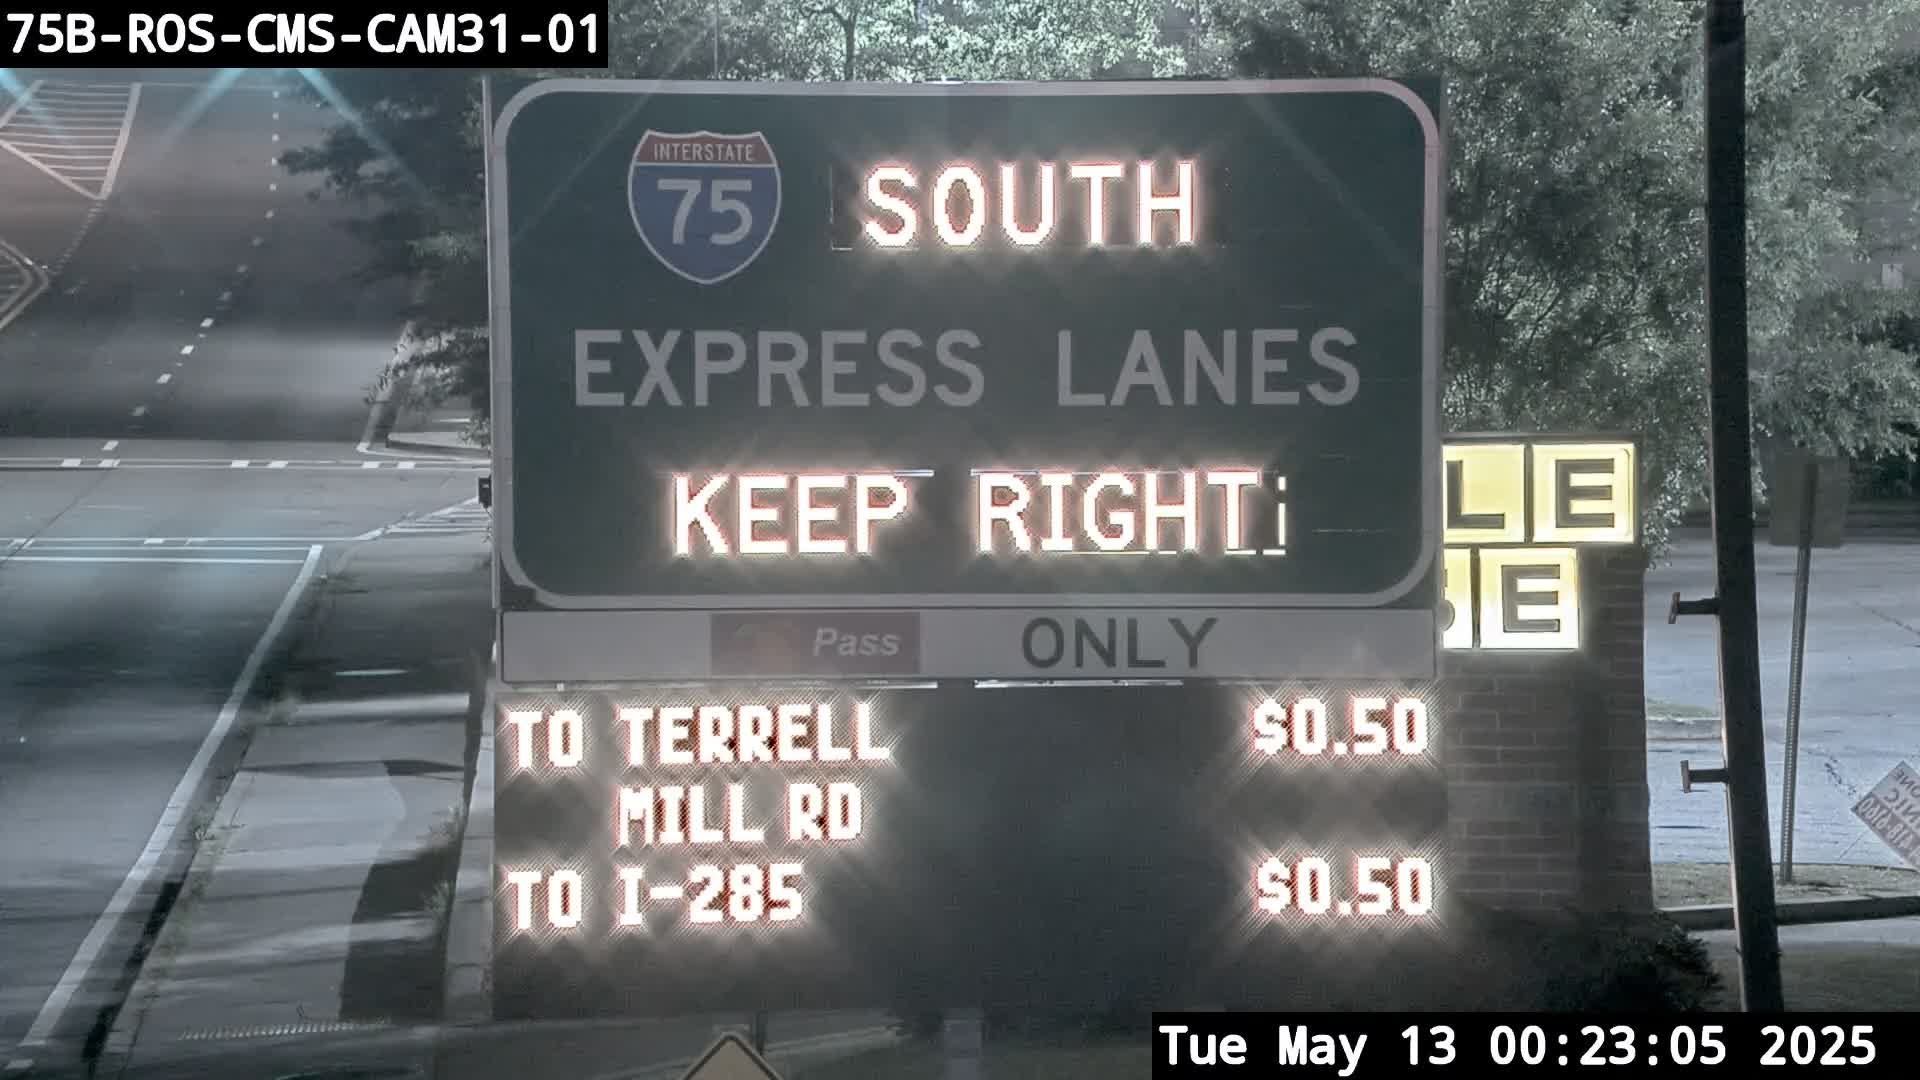 75B-ROS-CMS-CAM31-01
INTERSTATE
75
SOUTH
EXPRESS LANES
KEEP RIGHT
Pass ONLY
TO TERRELL $0.50
MILL RD
TO I-285 $0.50
LE
E
Tue May 13 00:23:05 2025